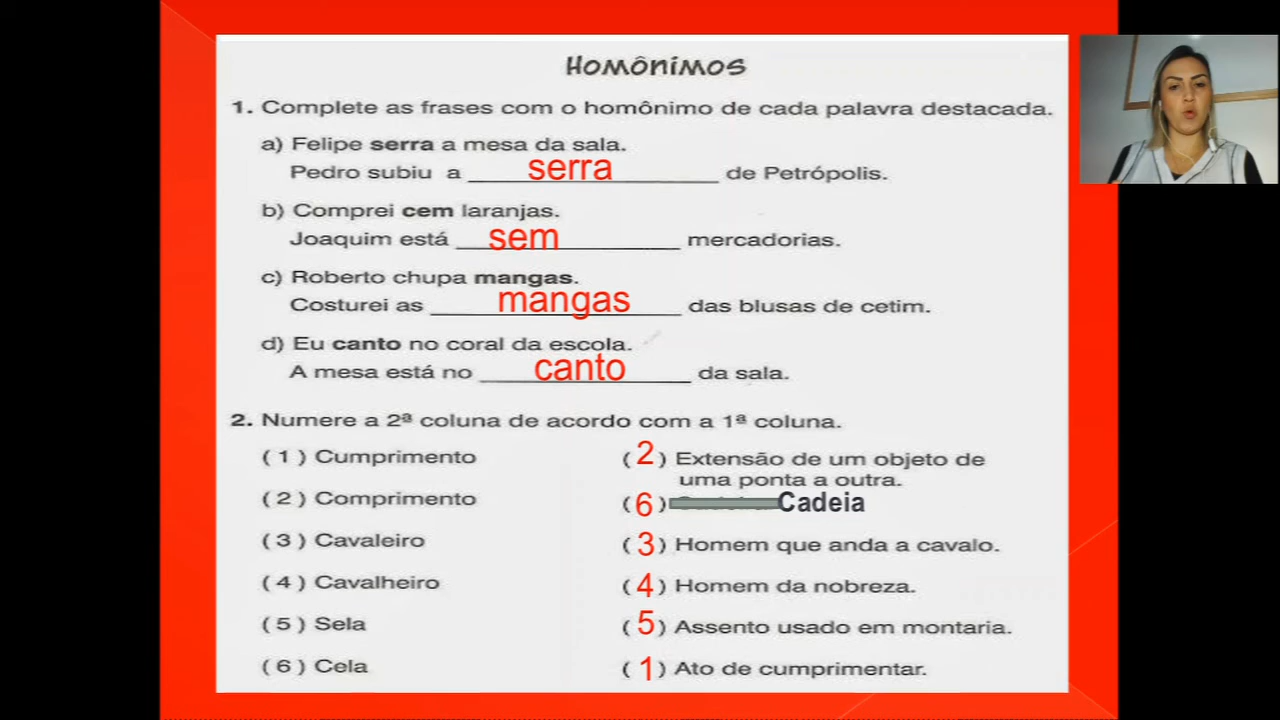 Homônimos
1. Complete as frases com o homônimo de cada palavra destacada.
a) Felipe serra a mesa da sala.
Pedro subiu a serra de Petrópolis.
b) Comprei cem laranjas.
Joaquim está sem mercadorias.
c) Roberto chupa mangas.
Costurei as mangas das blusas de cetim.
d) Eu canto no coral da escola.
A mesa está no canto da sala.
2. Numere a 2ª coluna de acordo com a 1ª coluna.
(1) Cumprimento (2) Extensão de um objeto de
uma ponta a outra.
(2) Comprimento (6) Cadeia
(3) Cavaleiro (3) Homem que anda a cavalo.
(4) Cavalheiro (4) Homem da nobreza.
(5) Sela (5) Assento usado em montaria.
(6) Cela (1) Ato de cumprimentar.